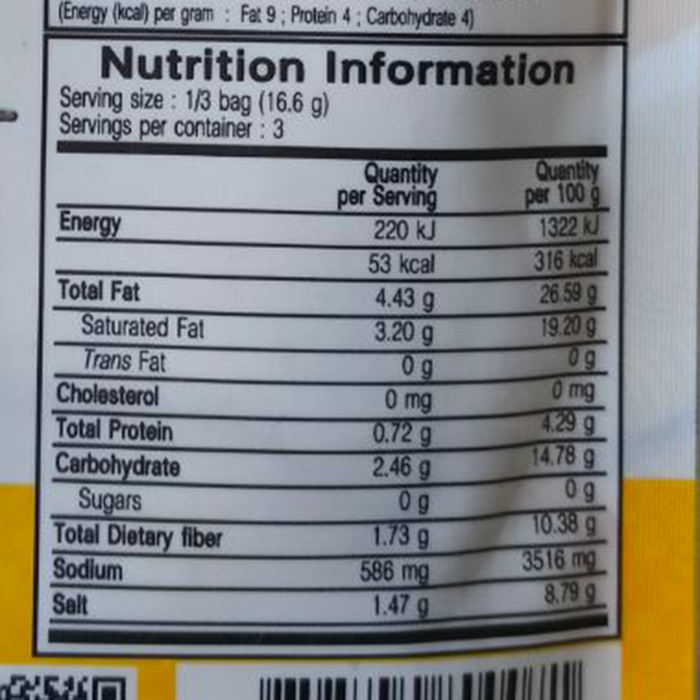 (Energy (kcal) per gram : Fat 9 ; Protein 4 ; Carbohydrate 4)
Nutrition Information
Serving size : 1/3 bag (16.6 g)
Servings per container : 3
Quantity per Serving Quantity per 100 g
Energy 220 kJ 1322 kJ
53 kcal 316 kcal
Total Fat 4.43 g 26.59 g
Saturated Fat 3.20 g 19.20 g
Trans Fat 0 g 0 g
Cholesterol 0 mg 0 mg
Total Protein 0.72 g 4.29 g
Carbohydrate 2.46 g 14.78 g
Sugars 0 g 0 g
Total Dietary fiber 1.73 g 10.38 g
Sodium 586 mg 3516 mg
Salt 1.47 g 8.79 g